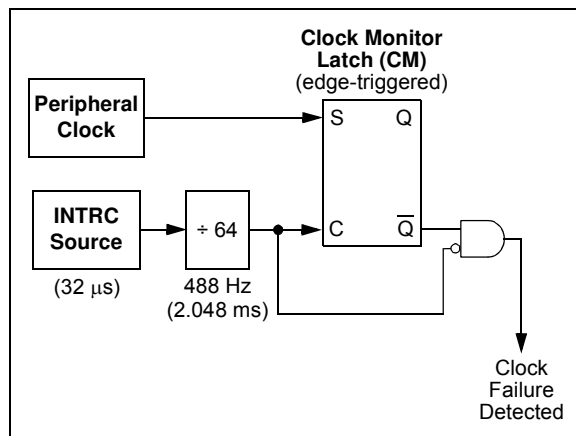 Clock Monitor
Latch (CM)
(edge-triggered)
Peripheral
Clock
S
Q
INTRC
Source
(32 μs)
÷ 64
488 Hz
(2.048 ms)
C
Q̅
Clock
Failure
Detected